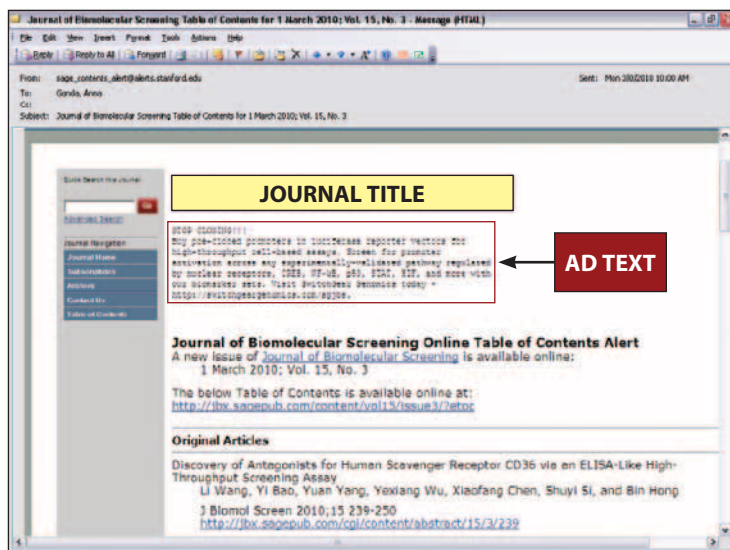 Journal of Biomolecular Screening Table of Contents for 1 March 2010; Vol. 15, No. 3 - Message (HTML)
File Edit View Insert Format Tools Actions Help
Reply Reply to All Forward
From: sage_contents_alert@alerts.stanford.edu Sent: Mon 10:00 AM
To: Anna
Cc:
Subject: Journal of Biomolecular Screening Table of Contents for 1 March 2010; Vol. 15, No. 3
Quick Search this Journal
Go
Advanced Search
Journal Navigation
Journal Home
Subscriptions
Archive
Contact Us
Table of Contents
JOURNAL TITLE
STOP CLONING!!!
Buy pre-cloned promoters in luciferase reporter vectors for
high-throughput cell-based assays. Screen for promoter
activation across any experimentally-validated pathway regulated
by nuclear receptors, CREB, NF-kB, p53, STAT, HIF, and more with
our biomarker sets. Visit SwitchGear Genomics today -
AD TEXT
Journal of Biomolecular Screening Online Table of Contents Alert
A new issue of Journal of Biomolecular Screening is available online:
1 March 2010; Vol. 15, No. 3
The below Table of Contents is available online at:
http://jbx.sagepub.com/content/vol15/issue3/?etoc
Original Articles
Discovery of Antagonists for Human Scavenger Receptor CD36 via an ELISA-Like High-
Throughput Screening Assay
Li Wang, Yi Bao, Yuan Yang, Yexiang Wu, Xiaofang Chen, Shuyi Si, and Bin Hong
J Biomol Screen 2010;15 239-250
http://jbx.sagepub.com/cgi/content/abstract/15/3/239